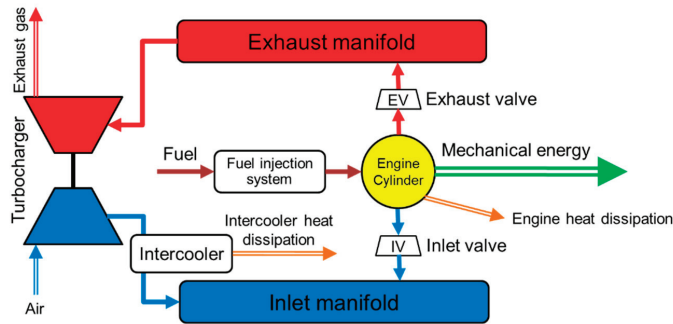 Exhaust gas
Exhaust manifold
EV
Exhaust valve
Turbocharger
Fuel
Fuel injection
system
Engine
Cylinder
Mechanical energy
Intercooler heat
dissipation
Engine heat dissipation
Intercooler
IV
Inlet valve
Air
Inlet manifold